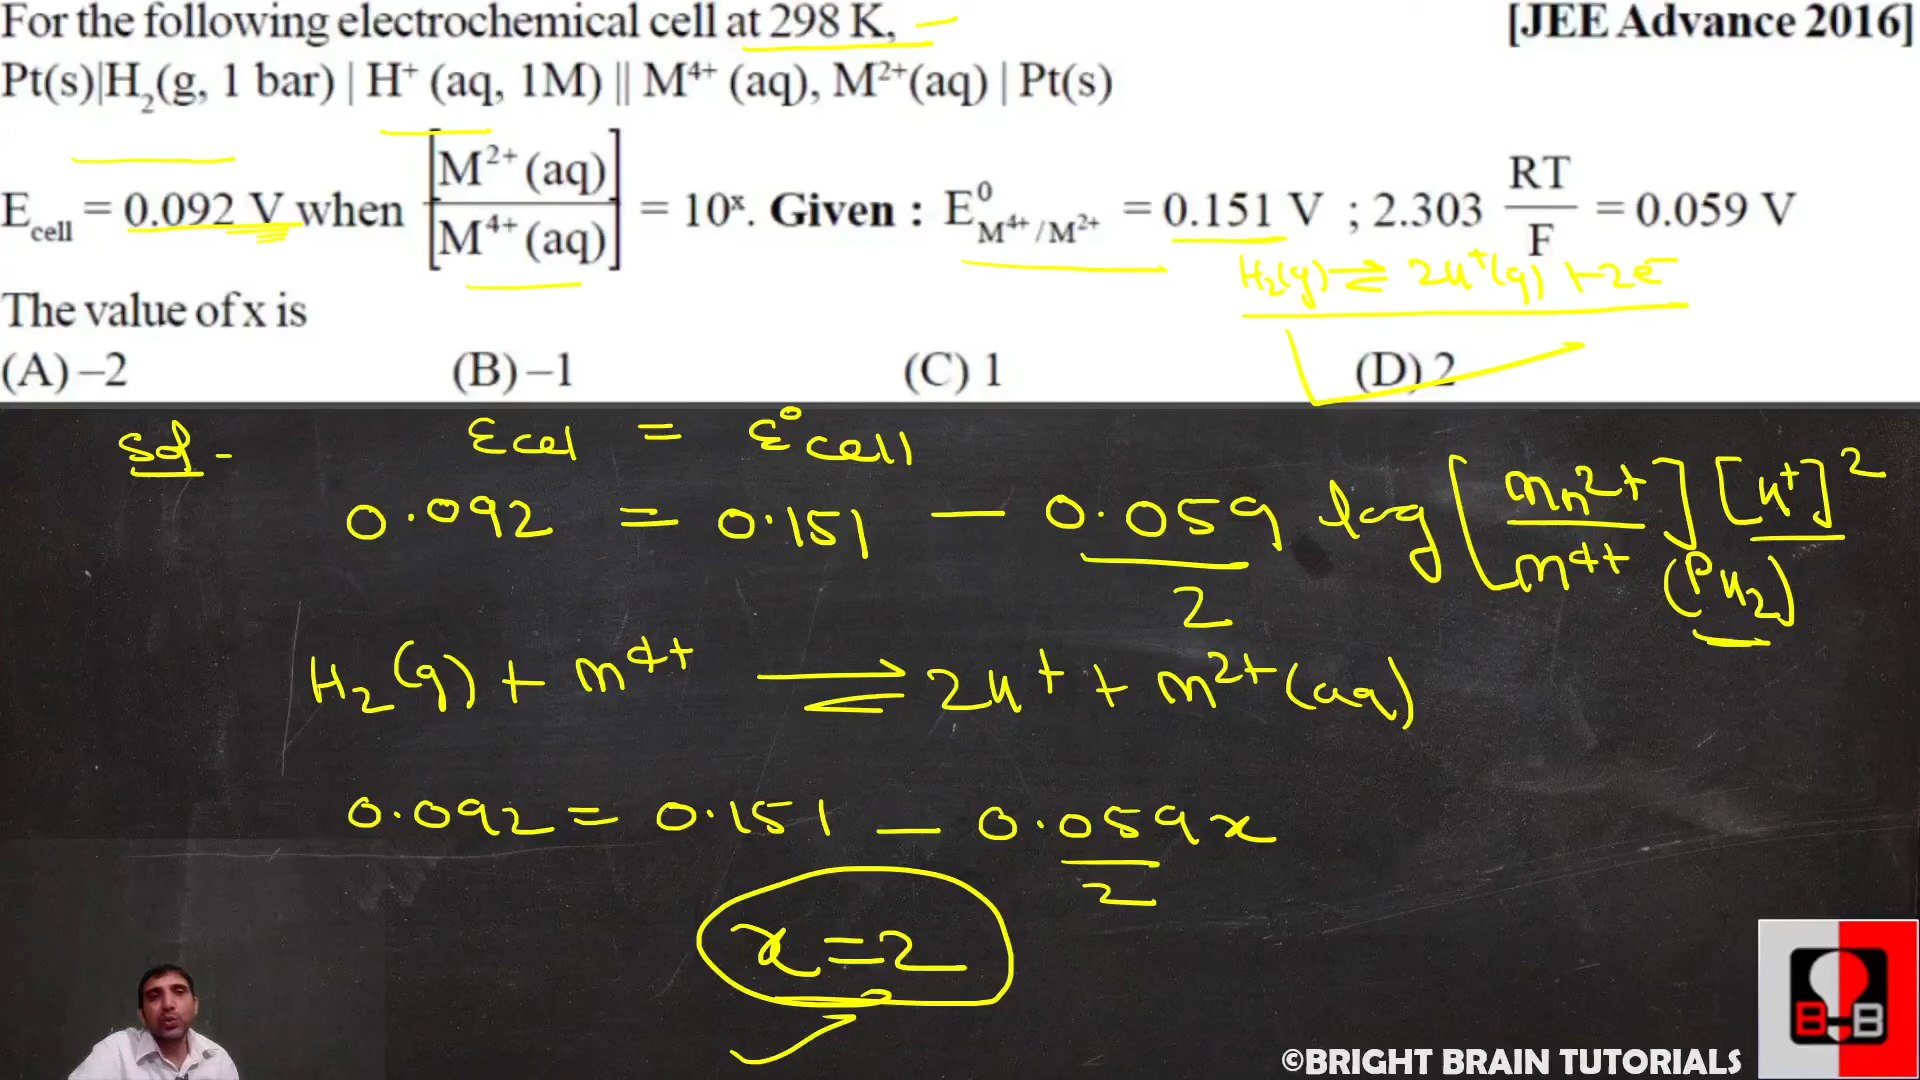 For the following electrochemical cell at 298 K, [JEE Advance 2016]
Pt(s)|H₂(g, 1 bar) | H⁺ (aq, 1M) || M⁴⁺ (aq), M²⁺(aq) | Pt(s)
E_cell = 0.092 V when [M²⁺(aq)]/[M⁴⁺(aq)] = 10ˣ. Given : E⁰_M⁴⁺/M²⁺ = 0.151 V ; 2.303 RT/F = 0.059 V
H₂(g) ⇌ 2H⁺(g) + 2e⁻
The value of x is
(A) –2 (B) –1 (C) 1 (D) 2
Sol - Ecel = E°cell
0.092 = 0.151 – 0.059/2 log [Mn²⁺/M⁴⁺] [H⁺]²/(PH₂)
H₂(g) + M⁴⁺ ⇌ 2H⁺ + M²⁺(aq)
0.092 = 0.151 – 0.059x/2
x = 2
B B
©BRIGHT BRAIN TUTORIALS